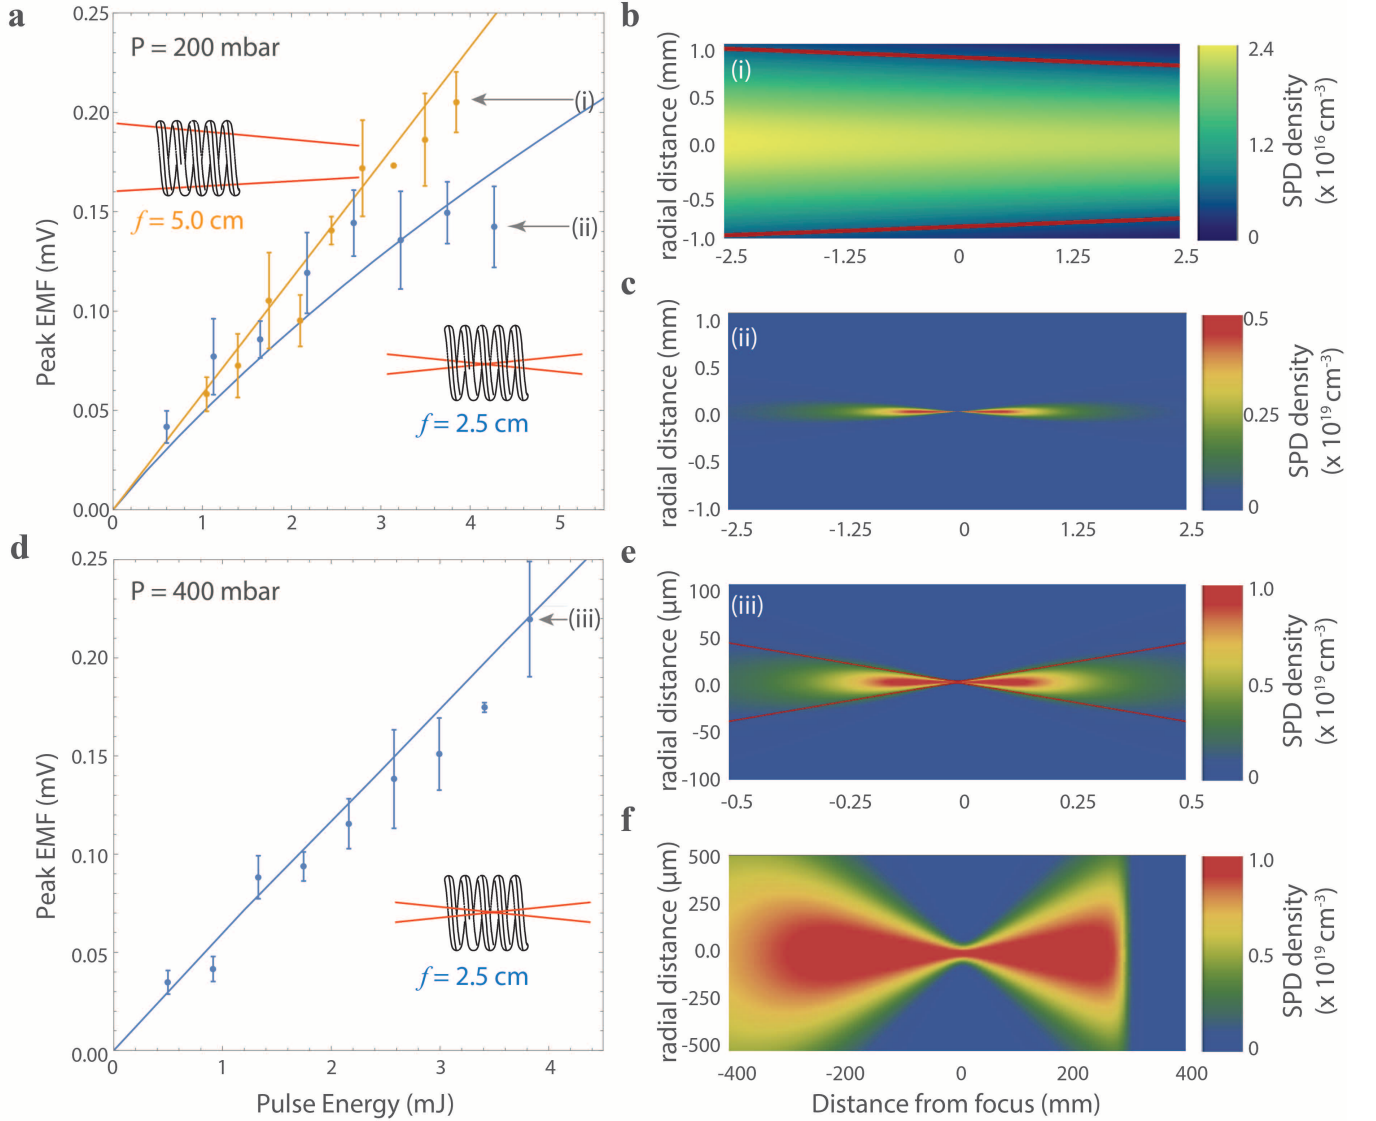 a
P = 200 mbar
0.25
0.20
0.15
0.10
0.05
0.00
Peak EMF (mV)
(i)
(ii)
f = 5.0 cm
f = 2.5 cm
0 1 2 3 4 5
b
(i)
radial distance (mm)
1.0
0.5
0.0
-0.5
-1.0
-2.5 -1.25 0 1.25 2.5
2.4
1.2
0
SPD density
(x 10¹⁶ cm⁻³)
c
(ii)
radial distance (mm)
1.0
0.5
0.0
-0.5
-1.0
-2.5 -1.25 0 1.25 2.5
0.5
0.25
0
SPD density
(x 10¹⁹ cm⁻³)
d
P = 400 mbar
0.25
0.20
0.15
0.10
0.05
0.00
Peak EMF (mV)
(iii)
f = 2.5 cm
0 1 2 3 4
Pulse Energy (mJ)
e
(iii)
radial distance (μm)
100
50
0.0
-50
-100
-0.5 -0.25 0 0.25 0.5
1.0
0.5
0
SPD density
(x 10¹⁹ cm⁻³)
f
radial distance (μm)
500
250
0.0
-250
-500
-400 -200 0 200 400
Distance from focus (mm)
1.0
0.5
0
SPD density
(x 10¹⁹ cm⁻³)